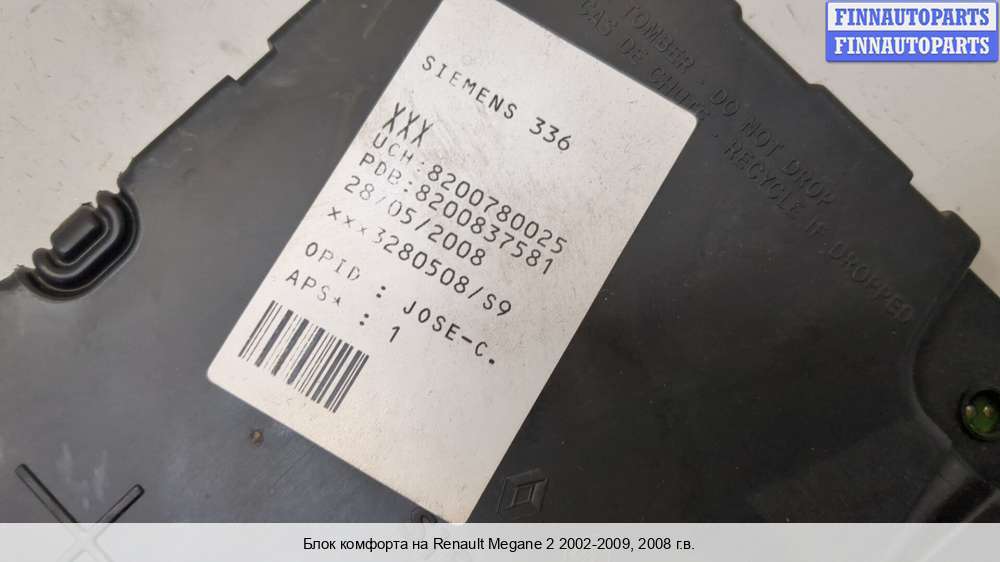 FINNAUTOPARTS
FINNAUTOPARTS
TOMBER - DO NOT DROP
CAS DE CHUTE - RECYCLE IF DROPPED
SIEMENS 336
XXX
UCH:8200780025
PDB:8200837581
28/05/2008
xxx3280508/S9
OPID : JOSE-C.
APS* : 1
Блок комфорта на Renault Megane 2 2002-2009, 2008 г.в.